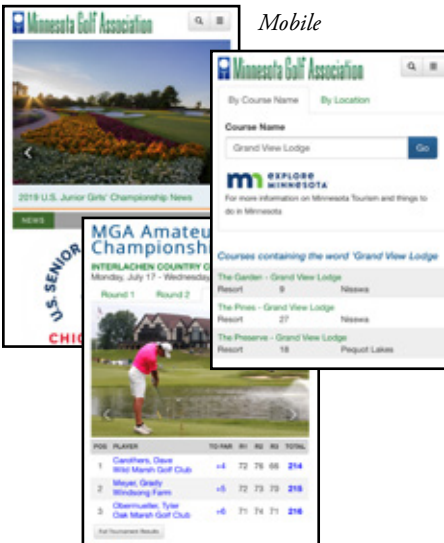 Mobile
Minnesota Golf Association
2019 U.S. Junior Girls' Championship News
NEWS
U.S. SENIOR
CHIC
Minnesota Golf Association
By Course Name By Location
Course Name
Grand View Lodge Go
EXPLORE
MINNESOTA
For more information on Minnesota Tourism and things to
do in Minnesota
Courses containing the word 'Grand View Lodge
The Garden - Grand View Lodge
Resort 9 Nisswa
The Pines - Grand View Lodge
Resort 27 Nisswa
The Preserve - Grand View Lodge
Resort 18 Pequot Lakes
MGA Amateu
Championshi
INTERLACHEN COUNTRY C
Monday, July 17 - Wednesday
Round 1 Round 2
POS PLAYER TO PAR R1 R2 R3 TOTAL
1 Carothers, Dave +4 72 76 66 214
Wild Marsh Golf Club
2 Meyer, Grady +5 72 73 70 215
Windsong Farm
3 Obermueller, Tyler +6 71 74 71 216
Oak Marsh Golf Club
Full Tournament Results